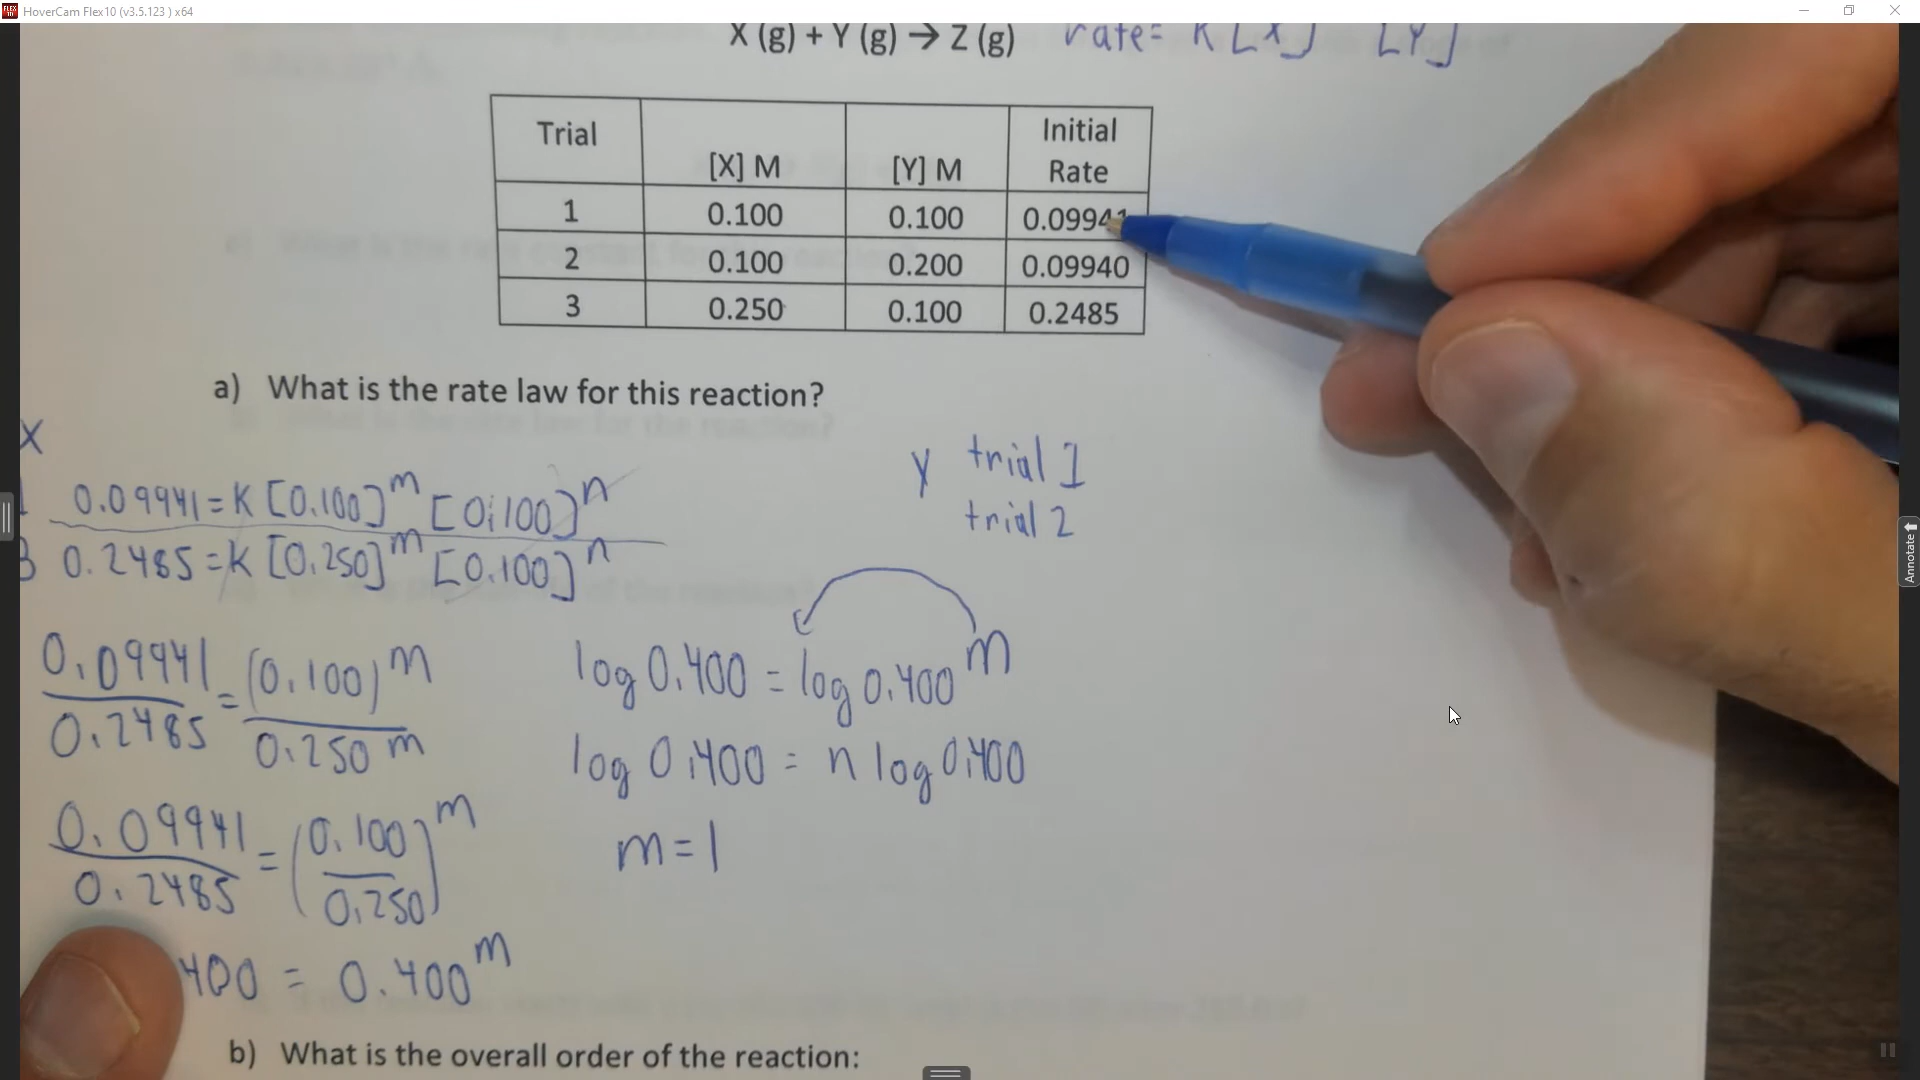 HoverCam Flex10 (v3.5.123 ) x64
X (g) + Y (g) → Z (g) rate= K [X] [Y]
Trial [X] M [Y] M Initial Rate
1 0.100 0.100 0.09941
2 0.100 0.200 0.09940
3 0.250 0.100 0.2485
a) What is the rate law for this reaction?
X
1 0.09941 = K [0.100]^m [0.100]^n
3 0.2485 = K [0.250]^m [0.100]^n
0.09941 / 0.2485 = (0.100)^m / 0.250^m
0.09941 / 0.2485 = (0.100 / 0.250)^m
400 = 0.400^m
Y trial 1
trial 2
log 0.400 = log 0.400^m
log 0.400 = n log 0.400
m = 1
b) What is the overall order of the reaction:
Annotate